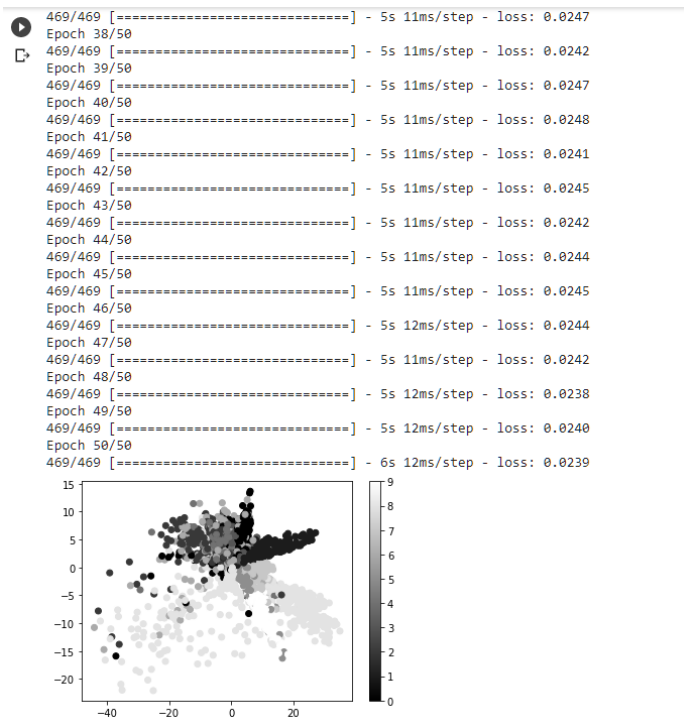 469/469 [==============================] - 5s 11ms/step - loss: 0.0247
Epoch 38/50
469/469 [==============================] - 5s 11ms/step - loss: 0.0242
Epoch 39/50
469/469 [==============================] - 5s 11ms/step - loss: 0.0247
Epoch 40/50
469/469 [==============================] - 5s 11ms/step - loss: 0.0248
Epoch 41/50
469/469 [==============================] - 5s 11ms/step - loss: 0.0241
Epoch 42/50
469/469 [==============================] - 5s 11ms/step - loss: 0.0245
Epoch 43/50
469/469 [==============================] - 5s 11ms/step - loss: 0.0242
Epoch 44/50
469/469 [==============================] - 5s 11ms/step - loss: 0.0244
Epoch 45/50
469/469 [==============================] - 5s 11ms/step - loss: 0.0245
Epoch 46/50
469/469 [==============================] - 5s 12ms/step - loss: 0.0244
Epoch 47/50
469/469 [==============================] - 5s 11ms/step - loss: 0.0242
Epoch 48/50
469/469 [==============================] - 5s 12ms/step - loss: 0.0238
Epoch 49/50
469/469 [==============================] - 5s 12ms/step - loss: 0.0240
Epoch 50/50
469/469 [==============================] - 6s 12ms/step - loss: 0.0239
15
10
5
0
−5
−10
−15
−20
−40 −20 0 20
9
8
7
6
5
4
3
2
1
0